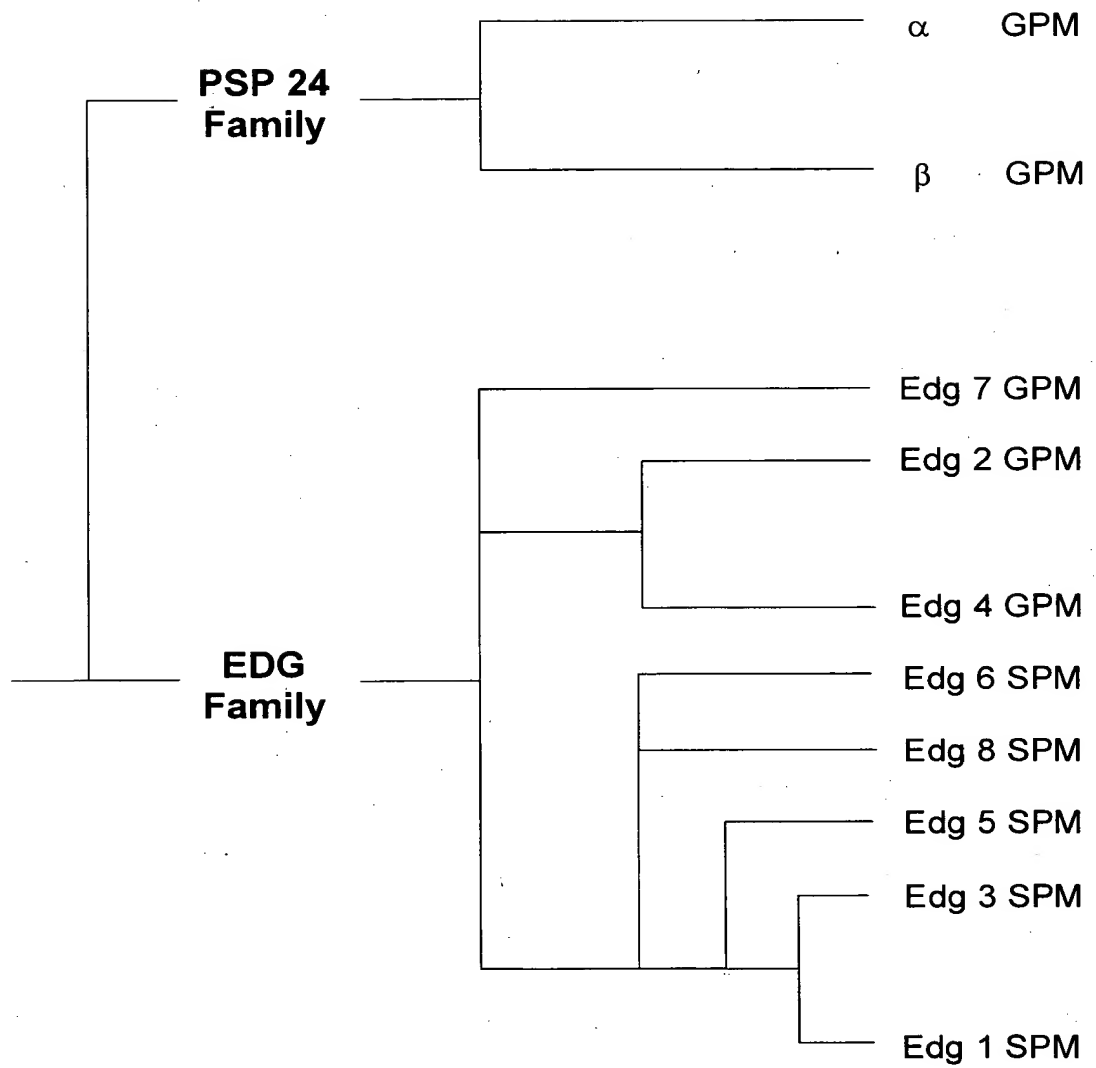 α GPM
PSP 24
Family
β GPM
Edg 7 GPM
Edg 2 GPM
Edg 4 GPM
EDG
Family
Edg 6 SPM
Edg 8 SPM
Edg 5 SPM
Edg 3 SPM
Edg 1 SPM